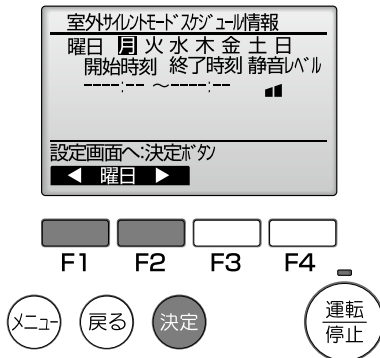 室外ｻｲﾚﾝﾄﾓｰﾄﾞｽｹｼﾞｭｰﾙ情報
曜日 月 火 水 木 金 土 日
開始時刻 終了時刻 静音ﾚﾍﾞﾙ
----:-- ～----:--
設定画面へ:決定ﾎﾞﾀﾝ
◀ 曜日 ▶
F1 F2 F3 F4
メニュー 戻る 決定 運転
停止